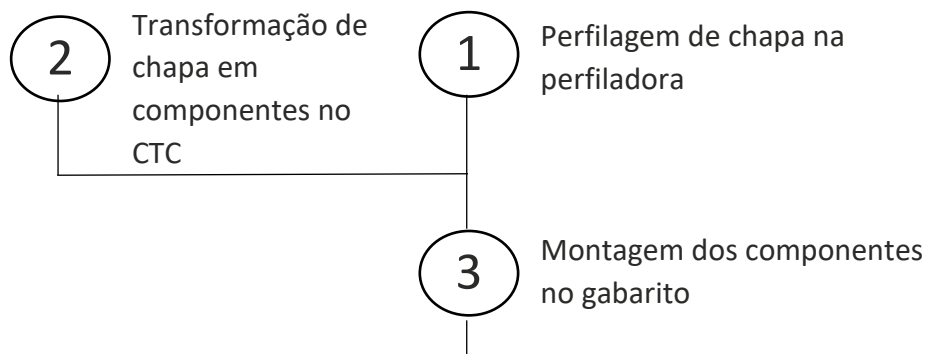 2
Transformação de
chapa em
componentes no
CTC
1
Perfilagem de chapa na
perfiladora
3
Montagem dos componentes
no gabarito